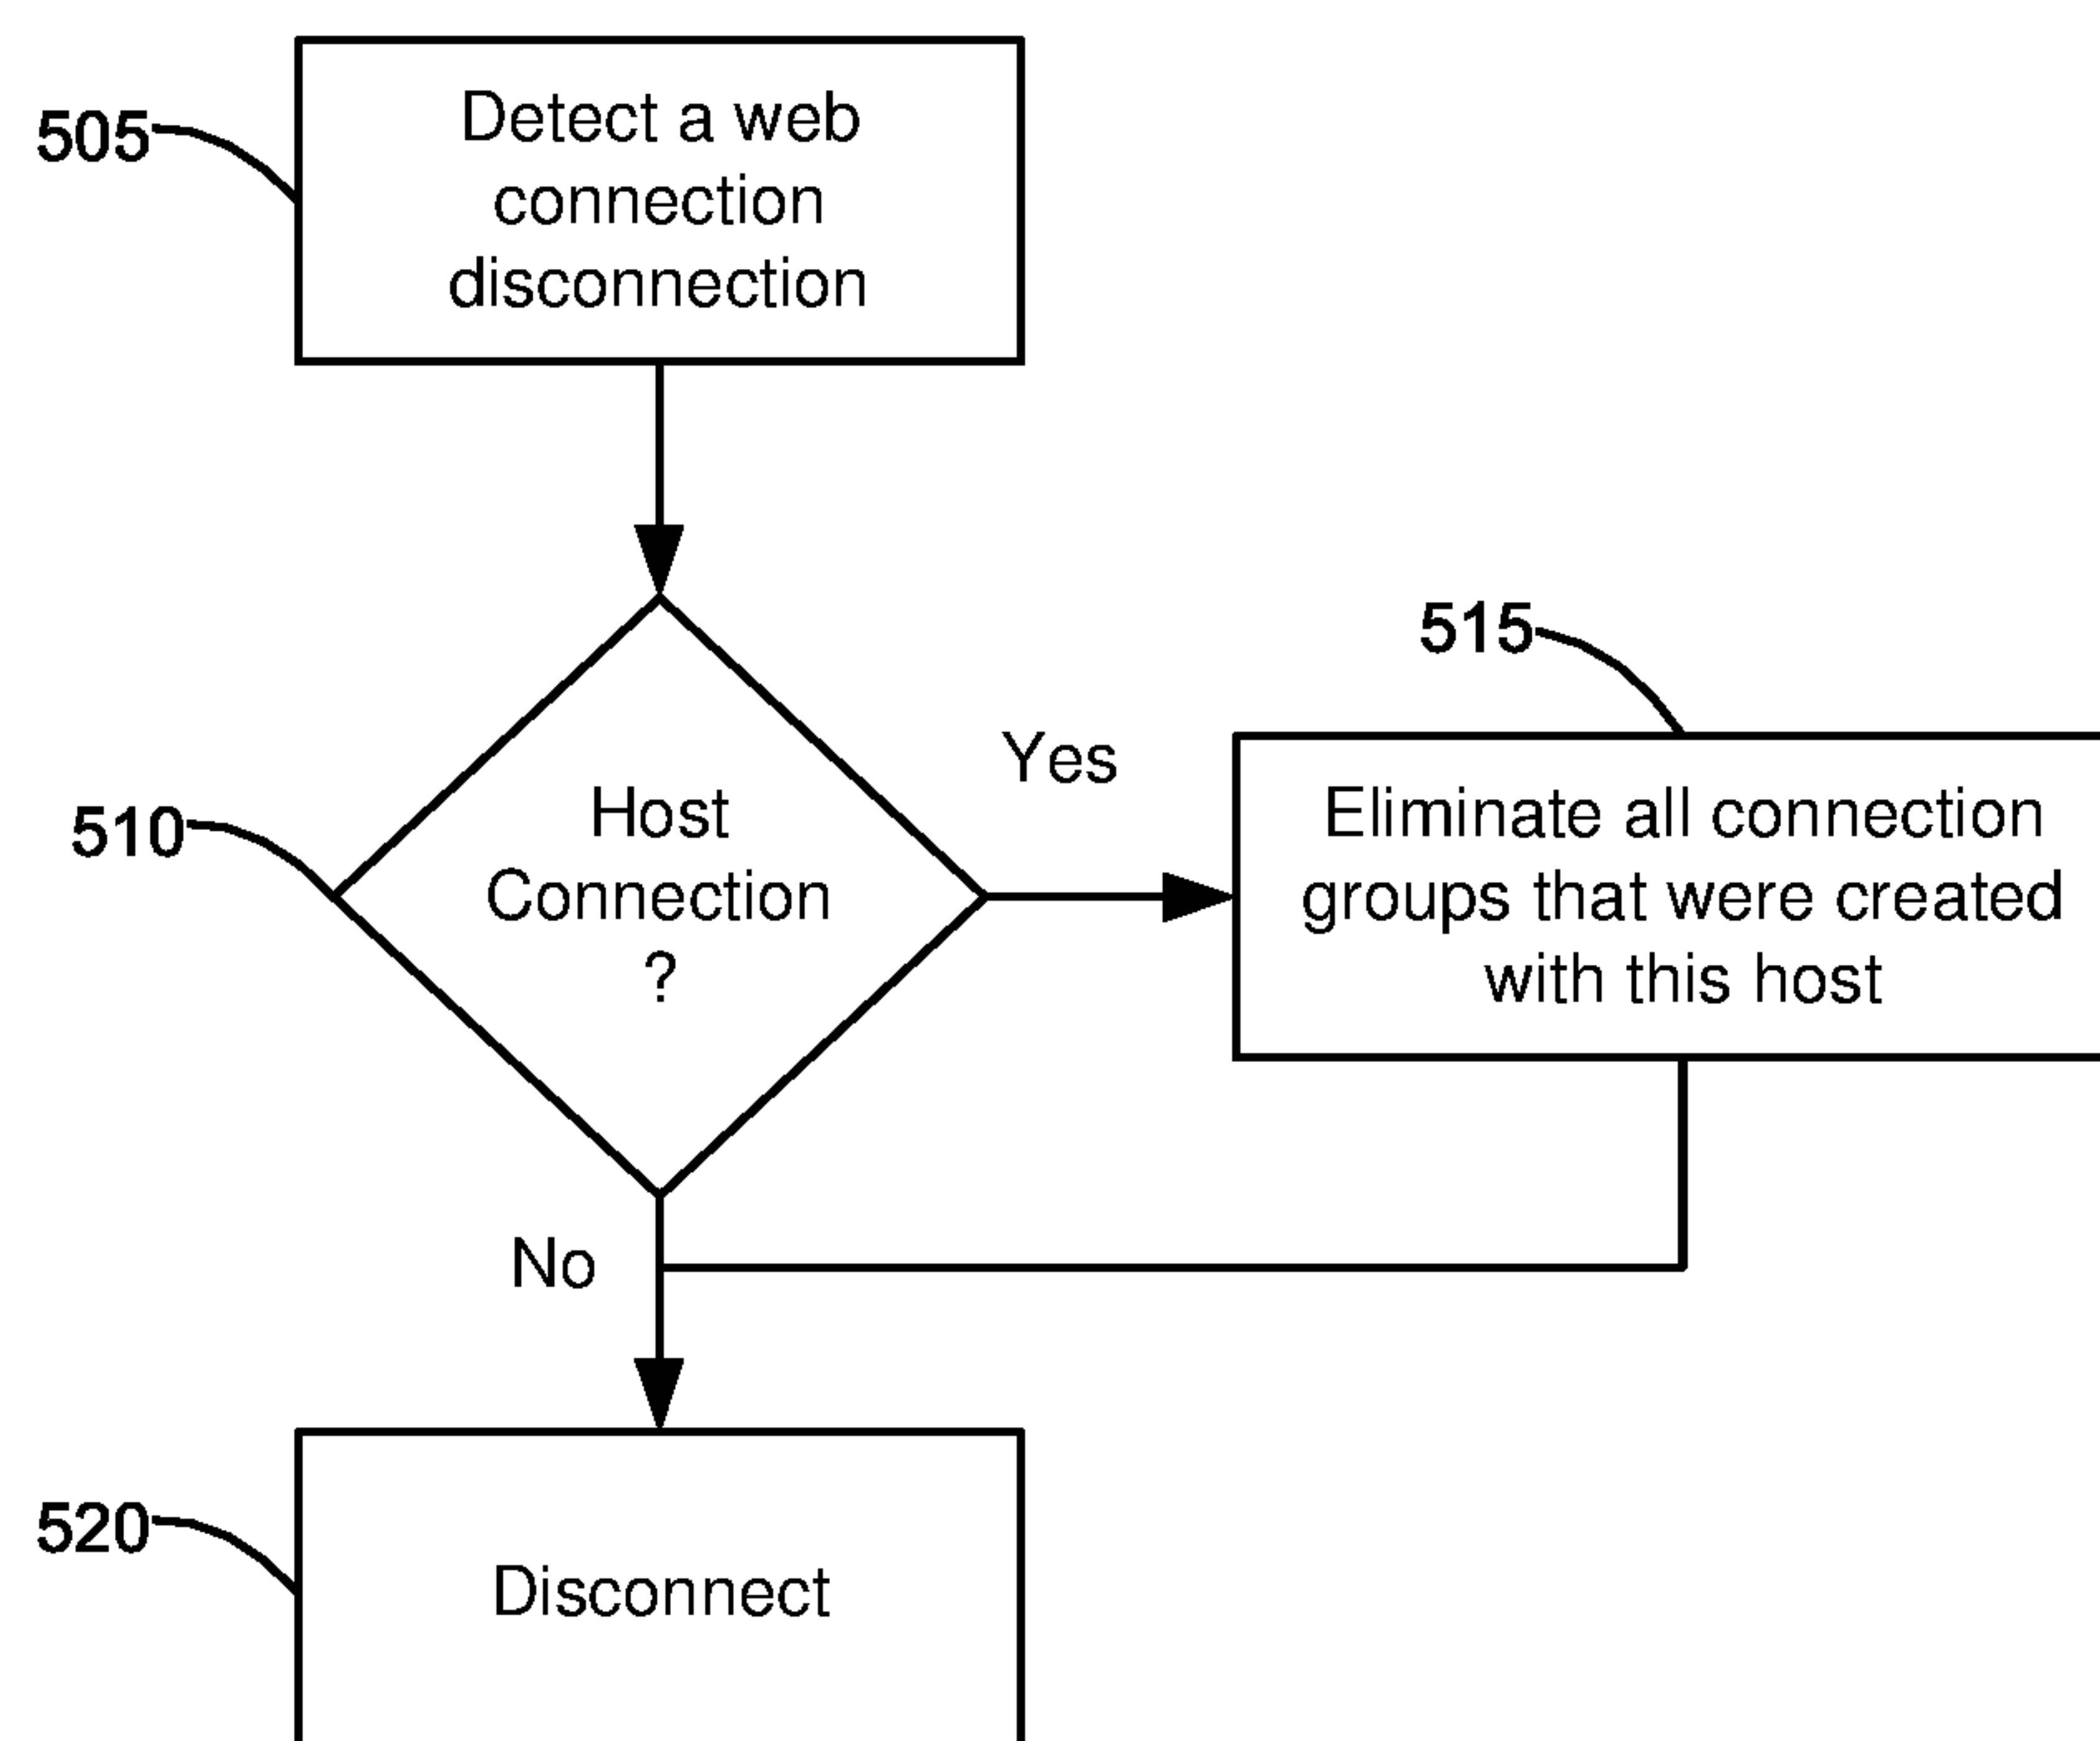 505
Detect a web
connection
disconnection
510
Host
Connection
?
Yes
515
Eliminate all connection
groups that were created
with this host
No
520
Disconnect